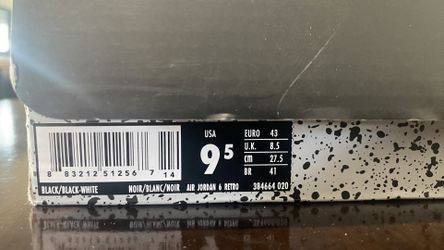 USA
9 5
EURO 43
U.K. 8.5
CM 27.5
BR 41
8 83212 51256 7 14
BLACK/BLACK-WHITE NOIR/BLANC/NOIR AIR JORDAN 6 RETRO 384664 020